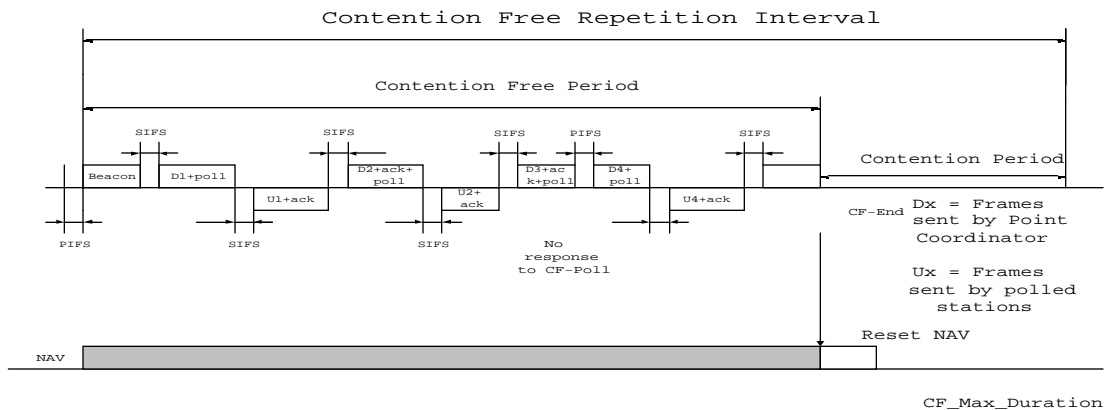 Contention Free Repetition Interval
Contention Free Period
SIFS
SIFS
SIFS
PIFS
SIFS
Contention Period
Beacon
D1+poll
D2+ack+
poll
D3+ac
k+poll
D4+
poll
U1+ack
U2+
ack
U4+ack
PIFS
SIFS
SIFS
No
response
to CF-Poll
CF-End
Dx = Frames
sent by Point
Coordinator
Ux = Frames
sent by polled
stations
Reset NAV
NAV
CF_Max_Duration